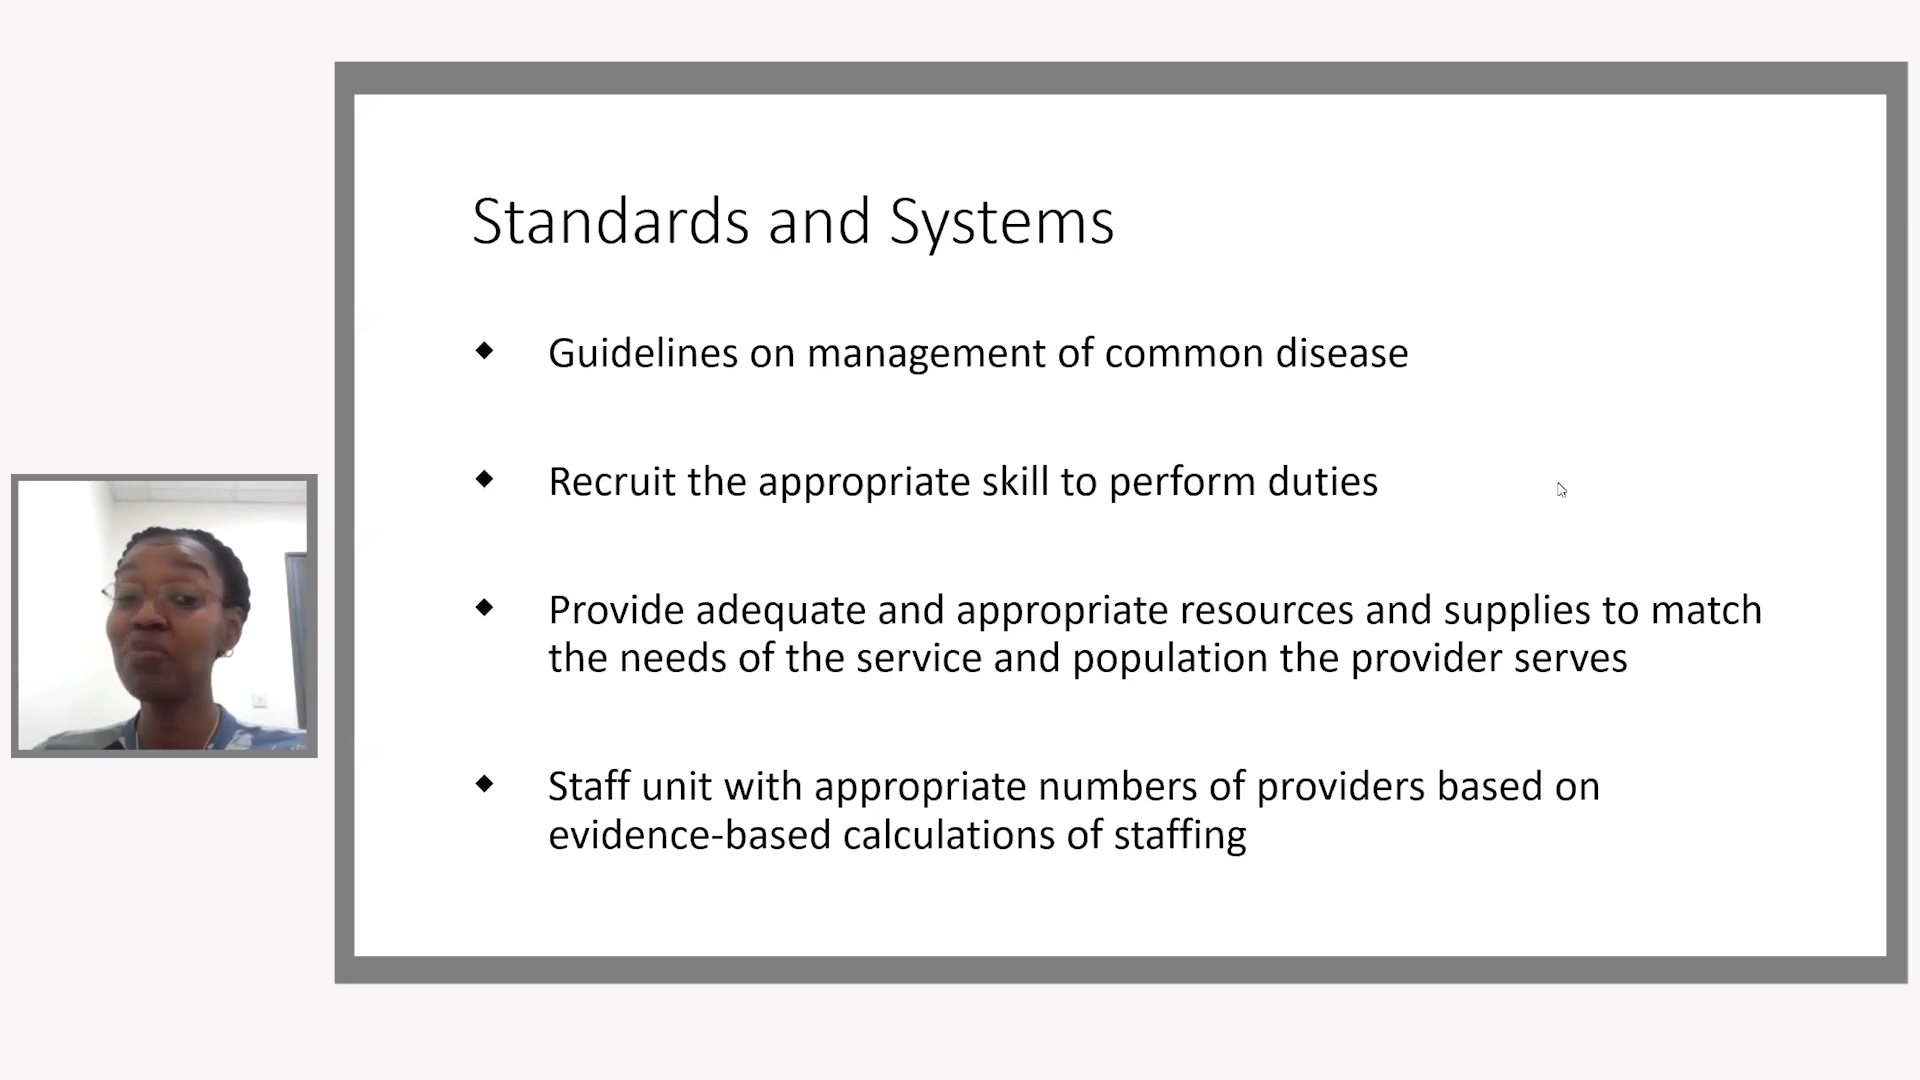 Standards and Systems
◆ Guidelines on management of common disease
◆ Recruit the appropriate skill to perform duties
◆ Provide adequate and appropriate resources and supplies to match
the needs of the service and population the provider serves
◆ Staff unit with appropriate numbers of providers based on
evidence-based calculations of staffing